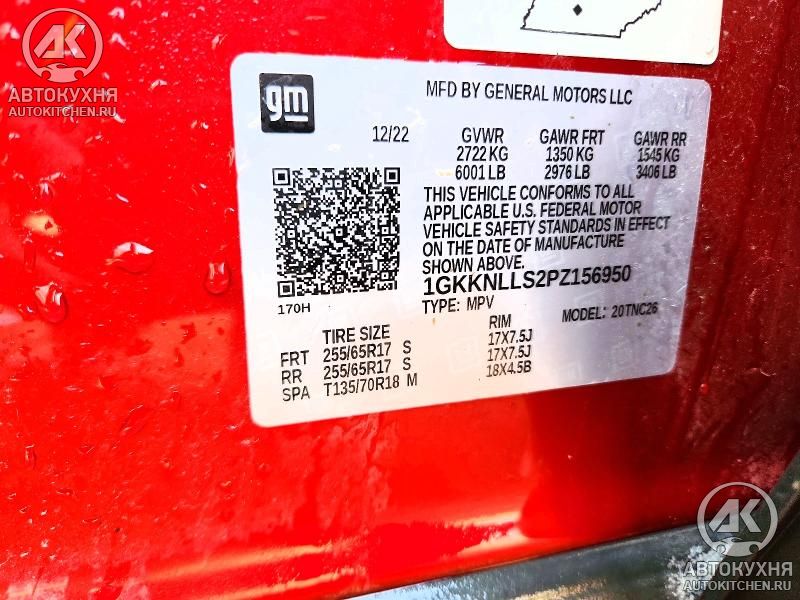 AK
АВТОКУХНЯ
AUTOKITCHEN.RU
gm
MFD BY GENERAL MOTORS LLC
12/22 GVWR GAWR FRT GAWR RR
2722 KG 1350 KG 1545 KG
6001 LB 2976 LB 3406 LB
THIS VEHICLE CONFORMS TO ALL
APPLICABLE U.S. FEDERAL MOTOR
VEHICLE SAFETY STANDARDS IN EFFECT
ON THE DATE OF MANUFACTURE
SHOWN ABOVE.
1GKKNLLS2PZ156950
170H
TYPE: MPV MODEL: 20TNC26
TIRE SIZE RIM
FRT 255/65R17 S 17X7.5J
RR 255/65R17 S 17X7.5J
SPA T135/70R18 M 18X4.5B
AK
АВТОКУХНЯ
AUTOKITCHEN.RU